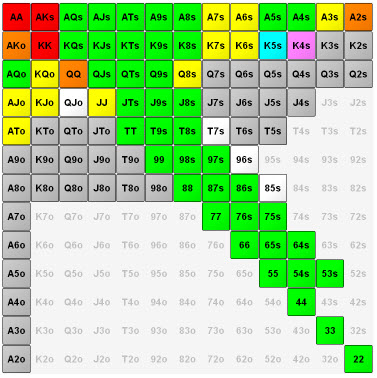 AA AKs AQs AJs ATs A9s A8s A7s A6s A5s A4s A3s A2s
AKo KK KQs KJs KTs K9s K8s K7s K6s K5s K4s K3s K2s
AQo KQo QQ QJs QTs Q9s Q8s Q7s Q6s Q5s Q4s Q3s Q2s
AJo KJo QJo JJ JTs J9s J8s J7s J6s J5s J4s J3s J2s
ATo KTo QTo JTo TT T9s T8s T7s T6s T5s T4s T3s T2s
A9o K9o Q9o J9o T9o 99 98s 97s 96s 95s 94s 93s 92s
A8o K8o Q8o J8o T8o 98o 88 87s 86s 85s 84s 83s 82s
A7o K7o Q7o J7o T7o 97o 87o 77 76s 75s 74s 73s 72s
A6o K6o Q6o J6o T6o 96o 86o 76o 66 65s 64s 63s 62s
A5o K5o Q5o J5o T5o 95o 85o 75o 65o 55 54s 53s 52s
A4o K4o Q4o J4o T4o 94o 84o 74o 64o 54o 44 43s 42s
A3o K3o Q3o J3o T3o 93o 83o 73o 63o 53o 43o 33 32s
A2o K2o Q2o J2o T2o 92o 82o 72o 62o 52o 42o 32o 22